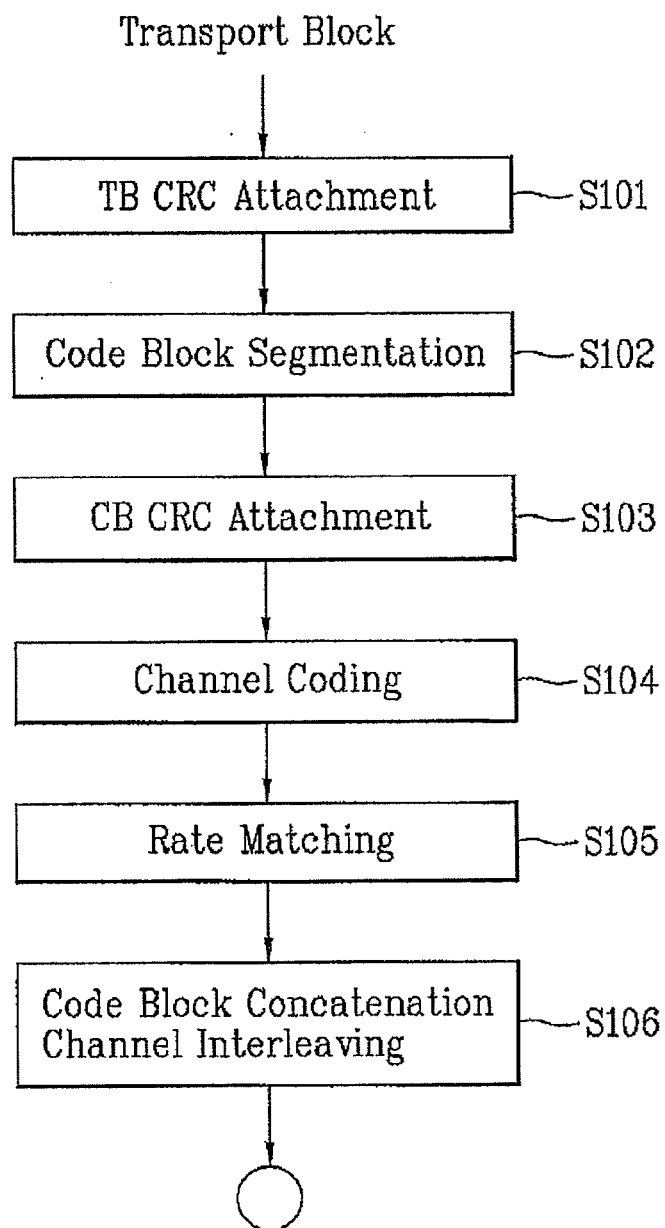 Transport Block
TB CRC Attachment
S101
Code Block Segmentation
S102
CB CRC Attachment
S103
Channel Coding
S104
Rate Matching
S105
Code Block Concatenation
Channel Interleaving
S106